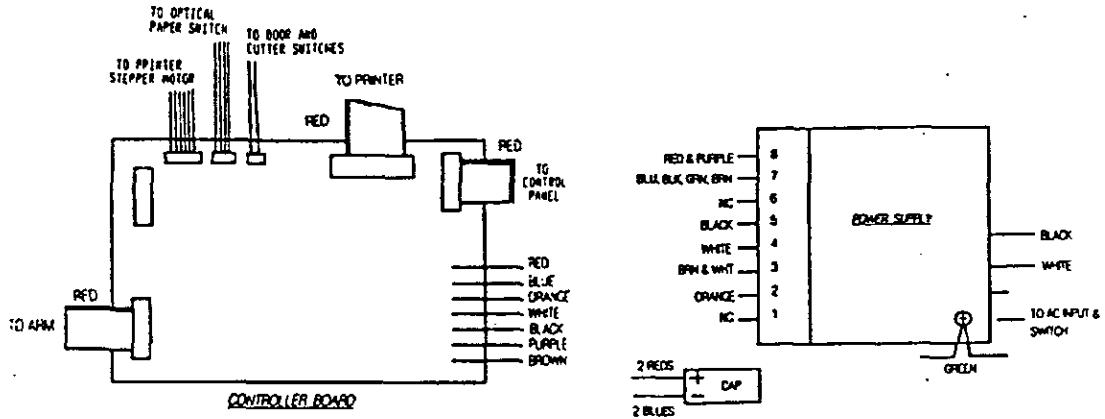 TO OPTICAL
PAPER SWITCH
TO DOOR AND
CUTTER SWITCHES
TO PRINTER
STEPPER MOTOR
TO PRINTER
RED
RED
TO
CONTROL
PANEL
RED
BLUE
ORANGE
WHITE
BLACK
PURPLE
BROWN
RED
TO ARM
CONTROLLER BOARD
RED & PURPLE 8
BLU, BLK, GRN, BRN 7
NC 6
BLACK 5
WHITE 4
BRN & WHT 3
ORANGE 2
NC 1
POWER SUPPLY
BLACK
WHITE
TO AC INPUT &
SWITCH
GREEN
2 REDS
+ CAP
-
2 BLUES